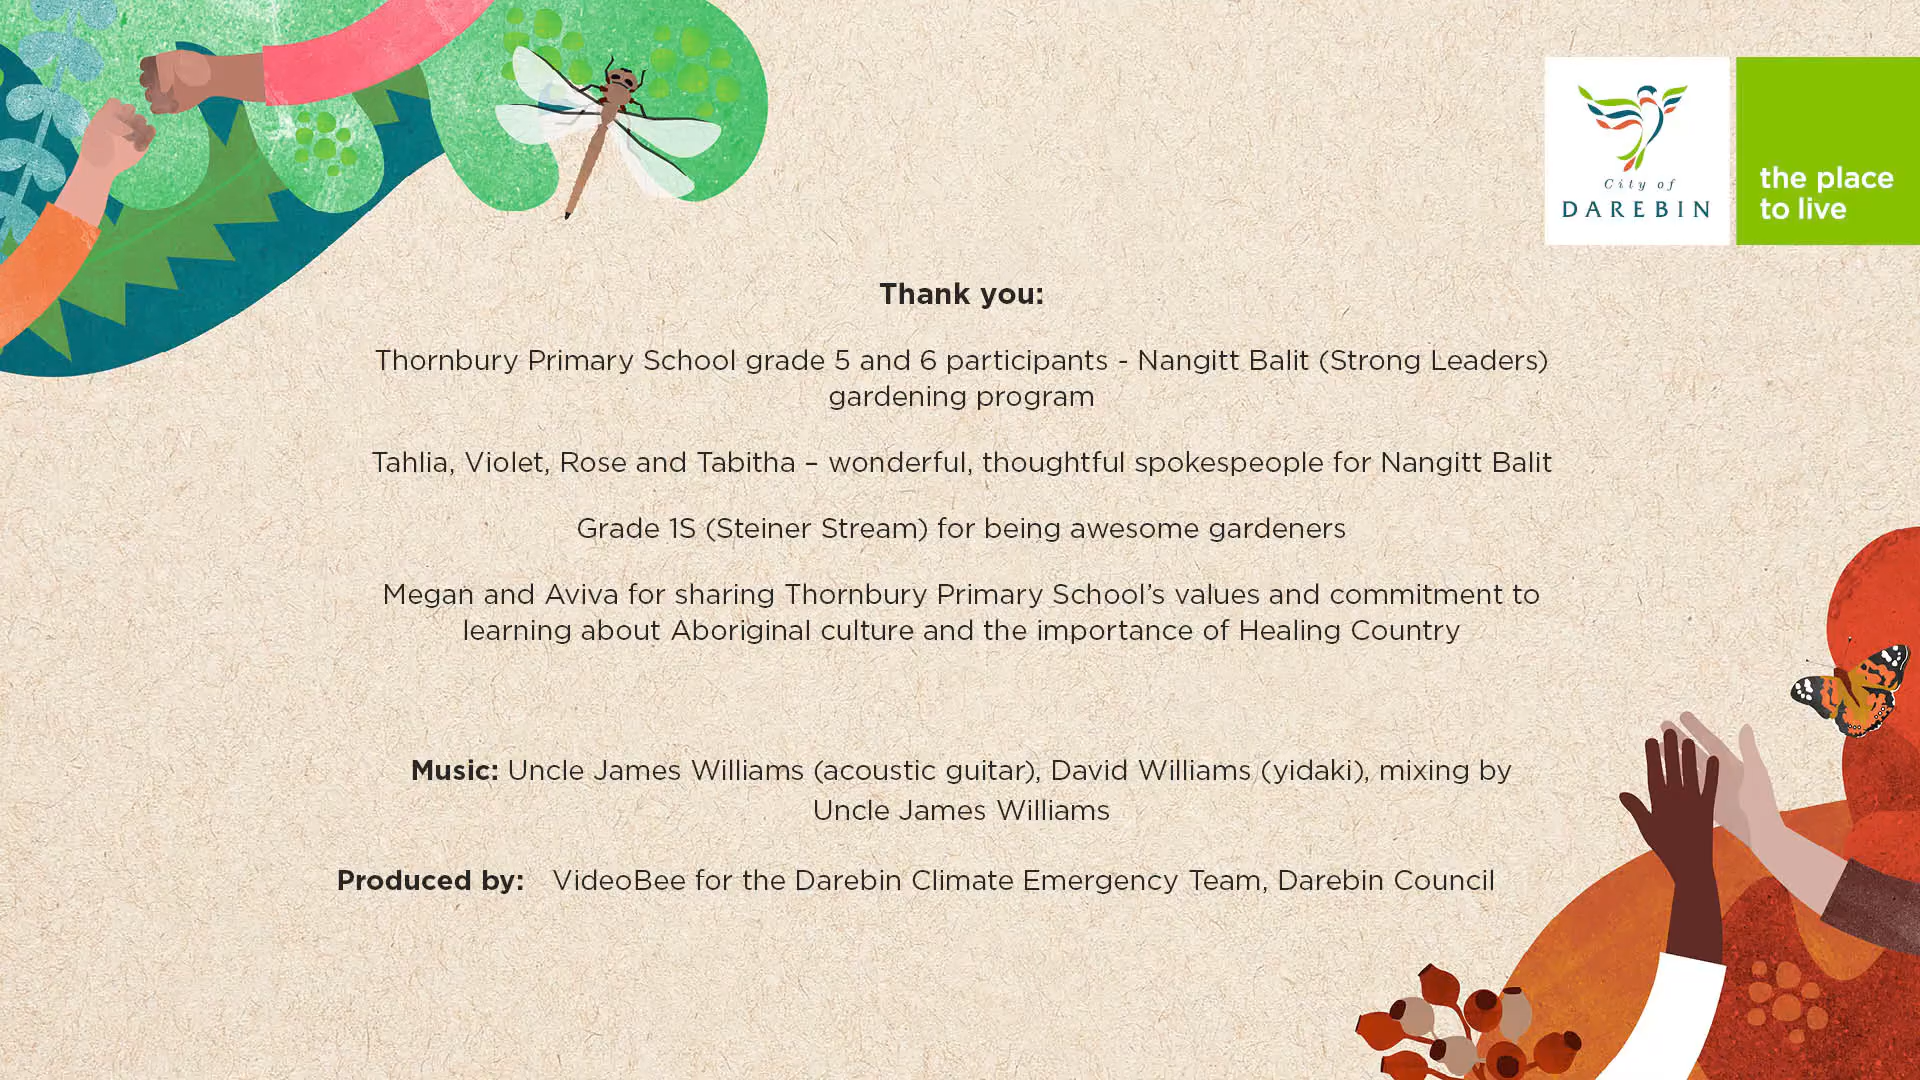 City of
DAREBIN
the place
to live
Thank you:
Thornbury Primary School grade 5 and 6 participants - Nangitt Balit (Strong Leaders)
gardening program
Tahlia, Violet, Rose and Tabitha – wonderful, thoughtful spokespeople for Nangitt Balit
Grade 1S (Steiner Stream) for being awesome gardeners
Megan and Aviva for sharing Thornbury Primary School’s values and commitment to
learning about Aboriginal culture and the importance of Healing Country
Music: Uncle James Williams (acoustic guitar), David Williams (yidaki), mixing by
Uncle James Williams
Produced by: VideoBee for the Darebin Climate Emergency Team, Darebin Council